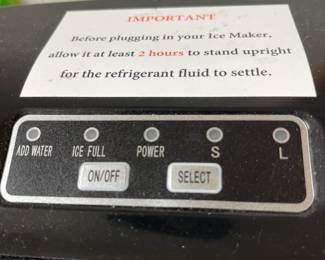 IMPORTANT
Before plugging in your Ice Maker,
allow it at least 2 hours to stand upright
for the refrigerant fluid to settle.
ADD WATER ICE FULL POWER S L
ON/OFF SELECT